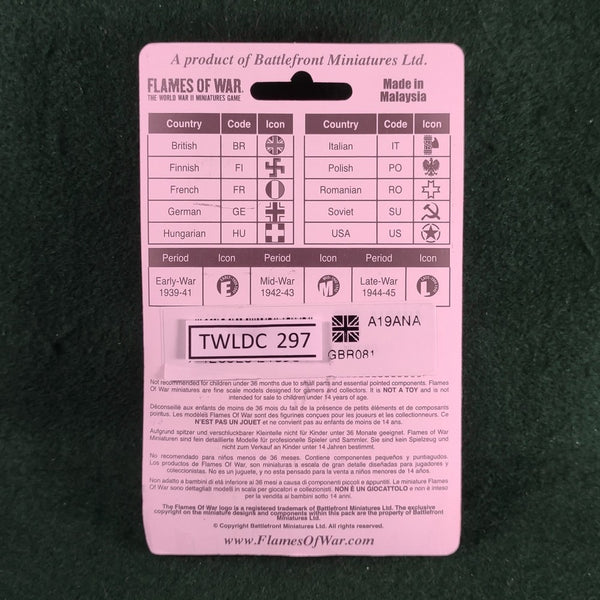 A product of Battlefront Miniatures Ltd.
FLAMES OF WAR.
THE WORLD WAR II MINIATURES GAME
Made in
Malaysia
Country Code Icon Country Code Icon
British BR Italian IT
Finnish FI Polish PO
French FR Romanian RO
German GE Soviet SU
Hungarian HU USA US
Period Icon Period Icon Period Icon
Early-War
1939-41
E
Mid-War
1942-43
M
Late-War
1944-45
L
A19ANA
TWLDC 297
GBR081
Not recommended for children under 36 months due to small parts and essential pointed components. Flames
Of War miniatures are fine scale models designed for gamers and collectors. It is NOT A TOY and is not
intended for sale to children under 14 years of age.
Déconseillé aux enfants de moins de 36 mois du fait de la présence de petits éléments et de composants
pointus. Les modèles Flames Of War sont des figurines conçues pour les joueurs et les collectionneurs. Ce
N'EST PAS UN JOUET et ne convient pas au enfants de moins de 14 ans.
Aufgrund spitzer und verschluckbarer Kleinteile nicht für Kinder unter 36 Monate geeignet. Flames of War
Miniaturen sind fein detaillierte Modelle für professionelle Spieler und Sammler. Sie sind kein Spielzeug und
nicht zum Verkauf an Kinder unter 14 Jahren bestimmt.
No recomendado para niños menos de 36 meses. Contiene componentes pequeños y puntiagudos.
Los productos de Flames Of War, son miniaturas a escala de gran detalle diseñadas para jugadores y
coleccionistas. No es un juguete, y no esta pensado para la venta a niños menores de 14 años.
Non adatto a bambini di età inferiore ai 36 mesi a causa di componenti piccoli e appuntiti. La miniature Flames Of
War sono dettagliati modelli in scala per giocatori e collezionisti. NON È UN GIOCATTOLO e non è inteso
per la vendita ai bambini sotto 14 anni.
The Flames Of War logo is a registered trademark of Battlefront Miniatures Ltd. The exclusive
copyright on the miniature designs and components within this pack are the property of Battlefront
Miniatures Ltd.
© Copyright Battlefront Miniatures Ltd. All rights reserved.
www.FlamesOfWar.com